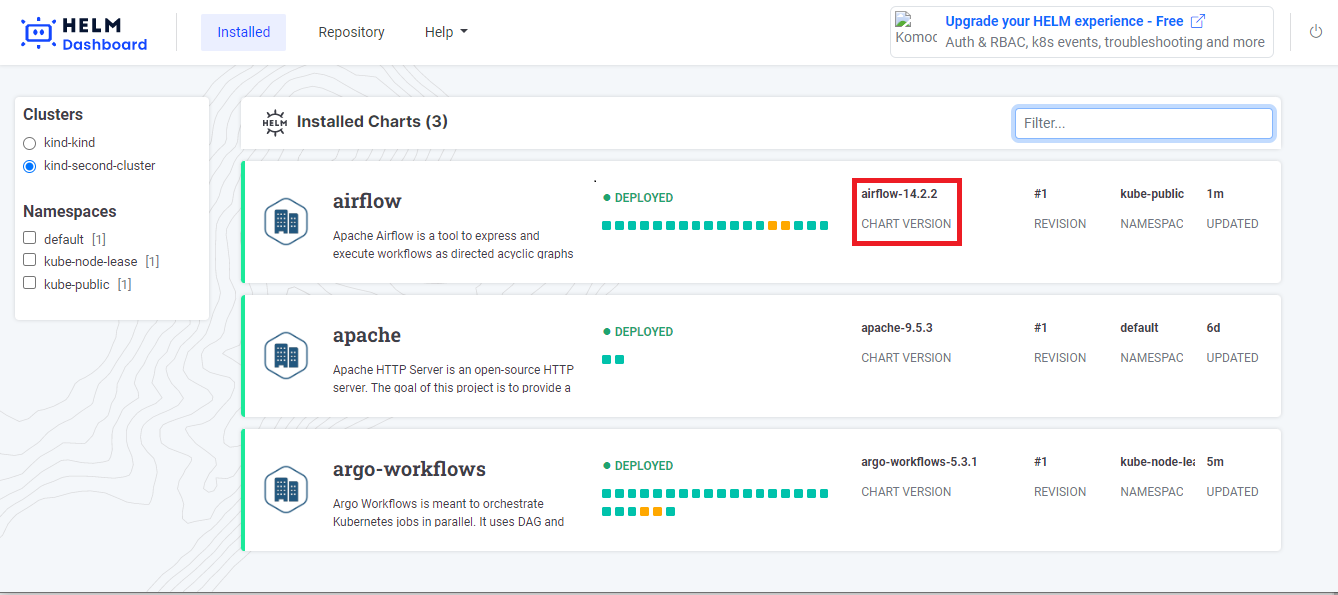 HELM
Dashboard
Installed
Repository
Help
Komoc
Upgrade your HELM experience - Free
Auth & RBAC, k8s events, troubleshooting and more
Clusters
kind-kind
kind-second-cluster
Namespaces
default [1]
kube-node-lease [1]
kube-public [1]
HELM
Installed Charts (3)
Filter...
airflow
Apache Airflow is a tool to express and
execute workflows as directed acyclic graphs
DEPLOYED
airflow-14.2.2
CHART VERSION
#1
REVISION
kube-public
NAMESPAC
1m
UPDATED
apache
Apache HTTP Server is an open-source HTTP
server. The goal of this project is to provide a
DEPLOYED
apache-9.5.3
CHART VERSION
#1
REVISION
default
NAMESPAC
6d
UPDATED
argo-workflows
Argo Workflows is meant to orchestrate
Kubernetes jobs in parallel. It uses DAG and
DEPLOYED
argo-workflows-5.3.1
CHART VERSION
#1
REVISION
kube-node-lea
NAMESPAC
5m
UPDATED